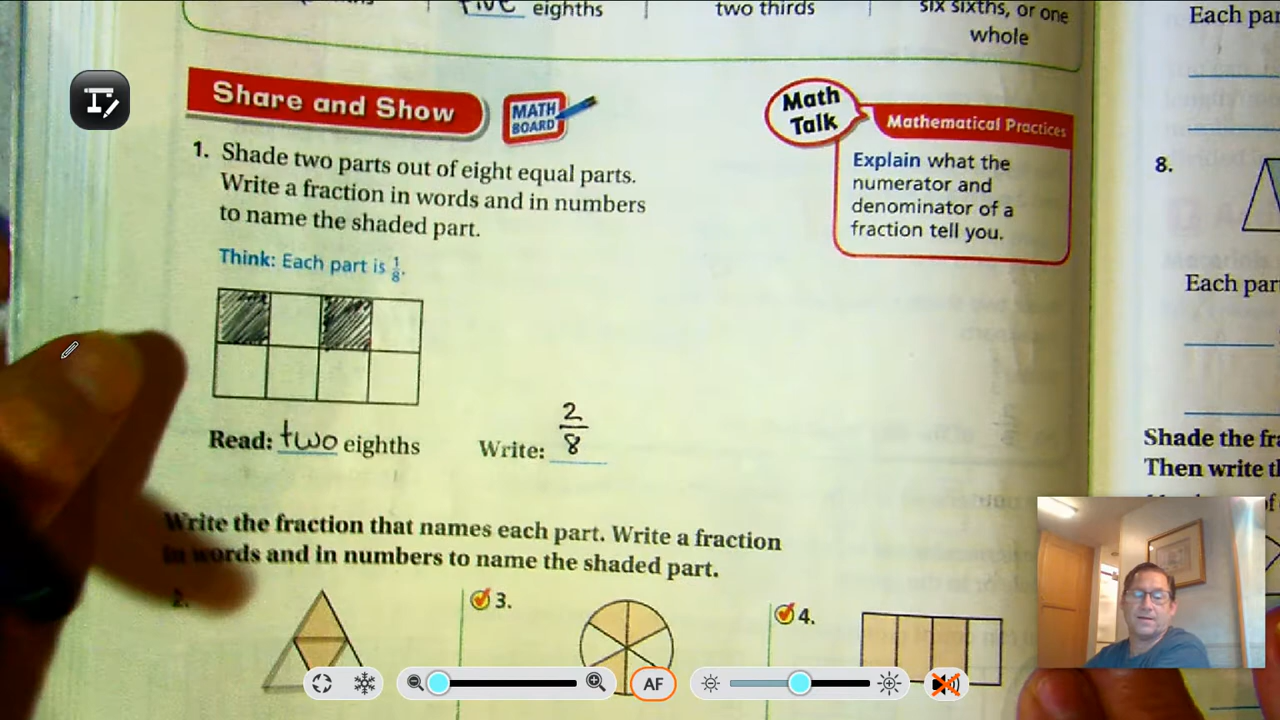 five eighths
two thirds
six sixths, or one
whole
Each par
Share and Show
MATH
BOARD
Math
Talk
Mathematical Practices
Explain what the
numerator and
denominator of a
fraction tell you.
1. Shade two parts out of eight equal parts.
Write a fraction in words and in numbers
to name the shaded part.
Think: Each part is 1/8.
Read: two eighths
Write: 2/8
Write the fraction that names each part. Write a fraction
in words and in numbers to name the shaded part.
2.
3.
4.
8.
Each par
Shade the fra
Then write t
AF